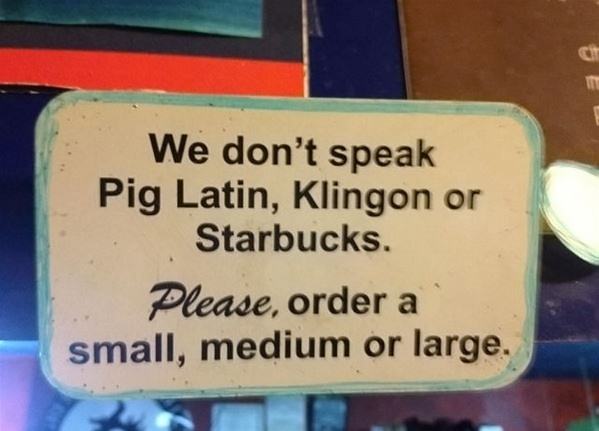 We don't speak
Pig Latin, Klingon or
Starbucks.
Please, order a
small, medium or large.